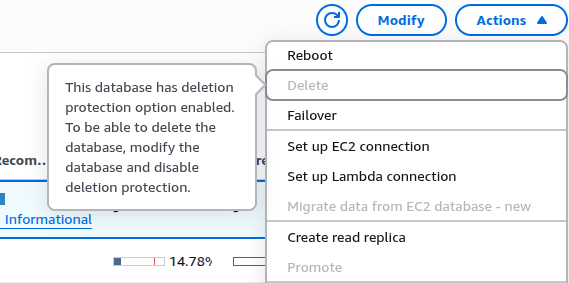 Modify
Actions
Reboot
Delete
This database has deletion
protection option enabled.
To be able to delete the
database, modify the
database and disable
deletion protection.
Failover
Set up EC2 connection
Recom...
Set up Lambda connection
Migrate data from EC2 database - new
Informational
Create read replica
14.78%
Promote